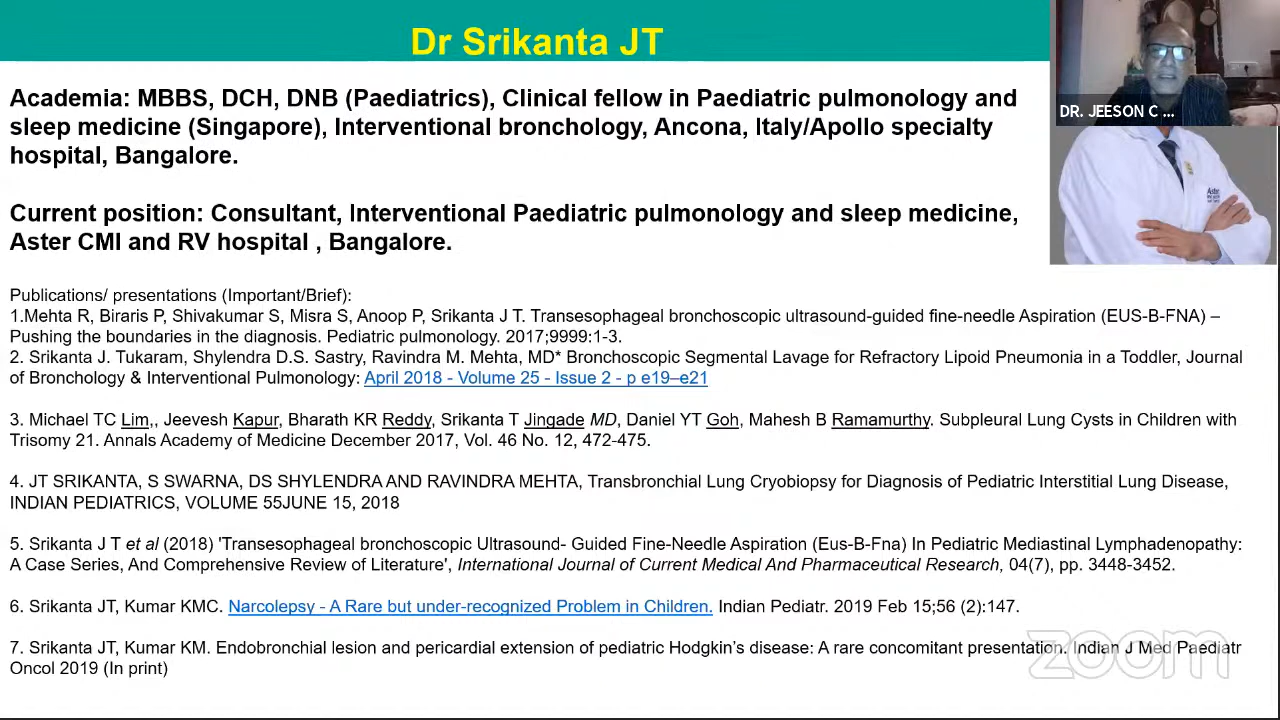 Dr Srikanta JT
DR. JEESON C ...
Academia: MBBS, DCH, DNB (Paediatrics), Clinical fellow in Paediatric pulmonology and
sleep medicine (Singapore), Interventional bronchology, Ancona, Italy/Apollo specialty
hospital, Bangalore.
Current position: Consultant, Interventional Paediatric pulmonology and sleep medicine,
Aster CMI and RV hospital , Bangalore.
Aster
Publications/ presentations (Important/Brief):
1.Mehta R, Biraris P, Shivakumar S, Misra S, Anoop P, Srikanta J T. Transesophageal bronchoscopic ultrasound-guided fine-needle Aspiration (EUS-B-FNA) –
Pushing the boundaries in the diagnosis. Pediatric pulmonology. 2017;9999:1-3.
2. Srikanta J. Tukaram, Shylendra D.S. Sastry, Ravindra M. Mehta, MD* Bronchoscopic Segmental Lavage for Refractory Lipoid Pneumonia in a Toddler, Journal
of Bronchology & Interventional Pulmonology: April 2018 - Volume 25 - Issue 2 - p e19–e21
3. Michael TC Lim,, Jeevesh Kapur, Bharath KR Reddy, Srikanta T Jingade MD, Daniel YT Goh, Mahesh B Ramamurthy. Subpleural Lung Cysts in Children with
Trisomy 21. Annals Academy of Medicine December 2017, Vol. 46 No. 12, 472-475.
4. JT SRIKANTA, S SWARNA, DS SHYLENDRA AND RAVINDRA MEHTA, Transbronchial Lung Cryobiopsy for Diagnosis of Pediatric Interstitial Lung Disease,
INDIAN PEDIATRICS, VOLUME 55JUNE 15, 2018
5. Srikanta J T et al (2018) 'Transesophageal bronchoscopic Ultrasound- Guided Fine-Needle Aspiration (Eus-B-Fna) In Pediatric Mediastinal Lymphadenopathy:
A Case Series, And Comprehensive Review of Literature', International Journal of Current Medical And Pharmaceutical Research, 04(7), pp. 3448-3452.
6. Srikanta JT, Kumar KMC. Narcolepsy - A Rare but under-recognized Problem in Children. Indian Pediatr. 2019 Feb 15;56 (2):147.
7. Srikanta JT, Kumar KM. Endobronchial lesion and pericardial extension of pediatric Hodgkin’s disease: A rare concomitant presentation. Indian J Med Paediatr
Oncol 2019 (In print)
zoom